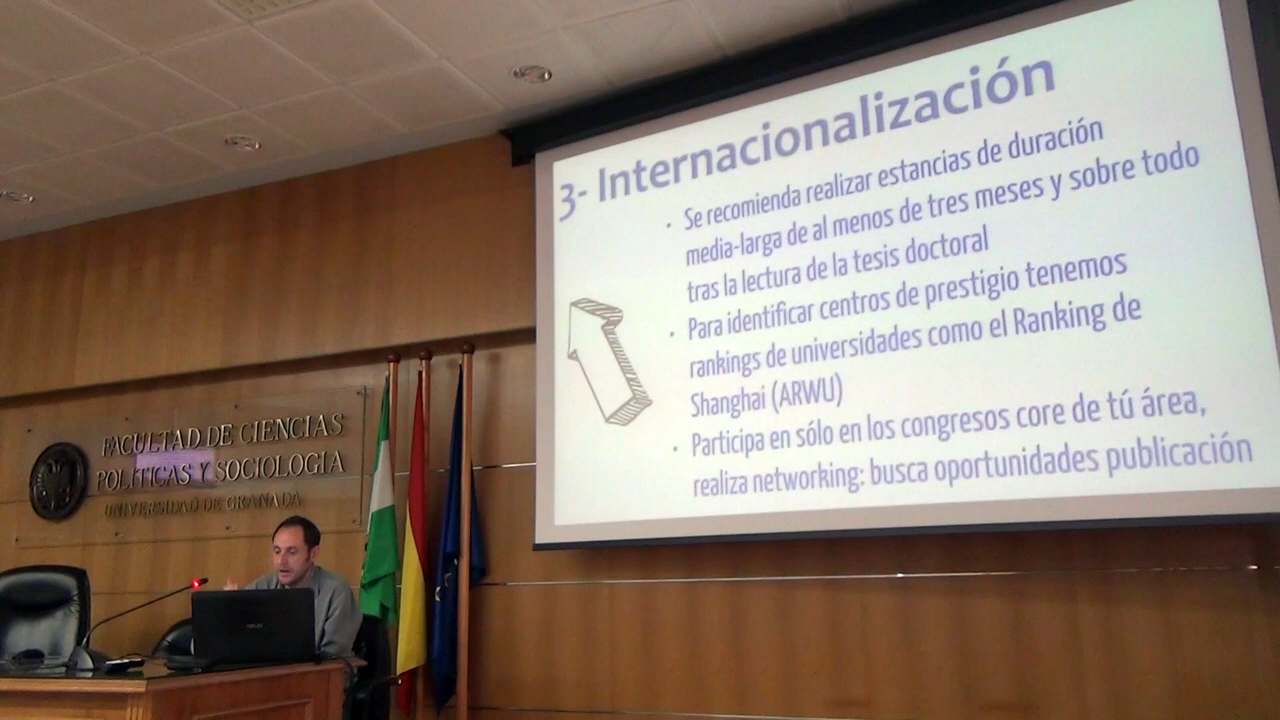 3- Internacionalización
• Se recomienda realizar estancias de duración
media-larga de al menos de tres meses y sobre todo
tras la lectura de la tesis doctoral
• Para identificar centros de prestigio tenemos
rankings de universidades como el Ranking de
Shanghai (ARWU)
• Participa en sólo en los congresos core de tú área,
realiza networking: busca oportunidades publicación
FACULTAD DE CIENCIAS
POLÍTICAS Y SOCIOLOGIA
UNIVERSIDAD DE GRANADA
ASUS